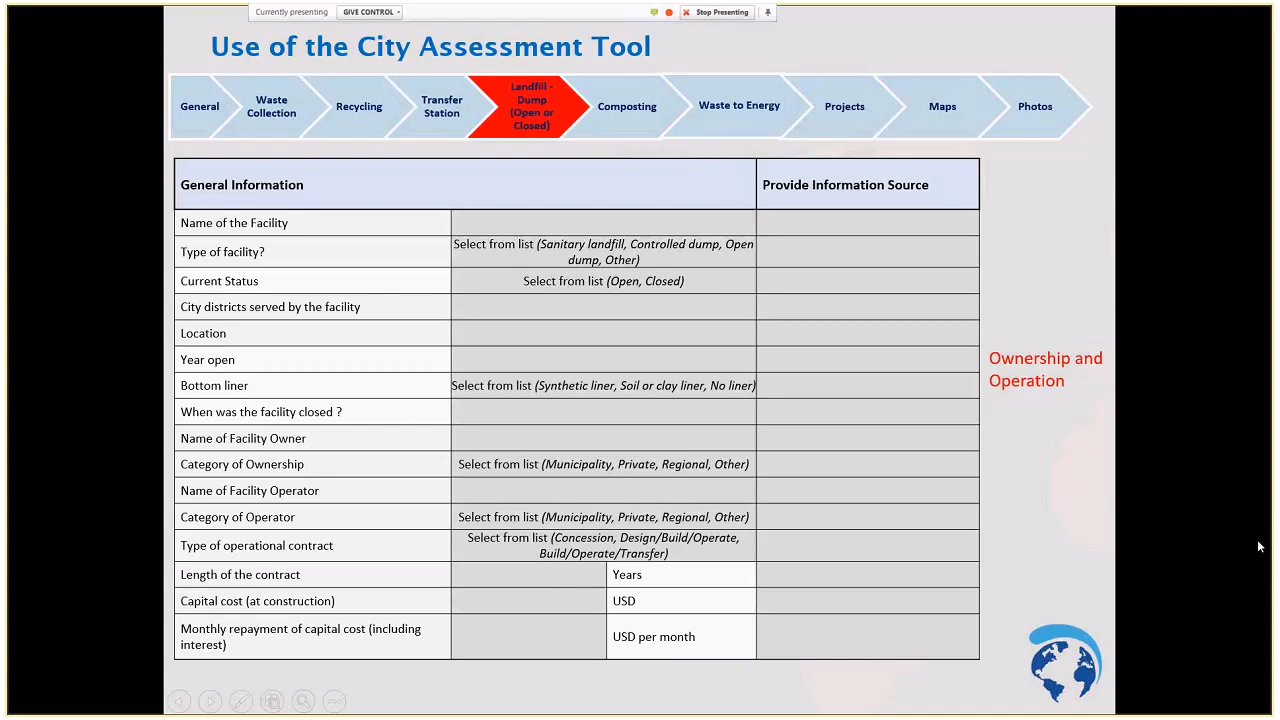 Currently presenting
GIVE CONTROL
Stop Presenting
Use of the City Assessment Tool
General
Waste
Collection
Recycling
Transfer
Station
Landfill -
Dump
(Open or
Closed)
Composting
Waste to Energy
Projects
Maps
Photos
General Information
Provide Information Source
Name of the Facility
Type of facility?
Select from list (Sanitary landfill, Controlled dump, Open
dump, Other)
Current Status
Select from list (Open, Closed)
City districts served by the facility
Location
Year open
Bottom liner
Select from list (Synthetic liner, Soil or clay liner, No liner)
When was the facility closed ?
Name of Facility Owner
Category of Ownership
Select from list (Municipality, Private, Regional, Other)
Name of Facility Operator
Category of Operator
Select from list (Municipality, Private, Regional, Other)
Type of operational contract
Select from list (Concession, Design/Build/Operate,
Build/Operate/Transfer)
Length of the contract
Years
Capital cost (at construction)
USD
Monthly repayment of capital cost (including
interest)
USD per month
Ownership and
Operation